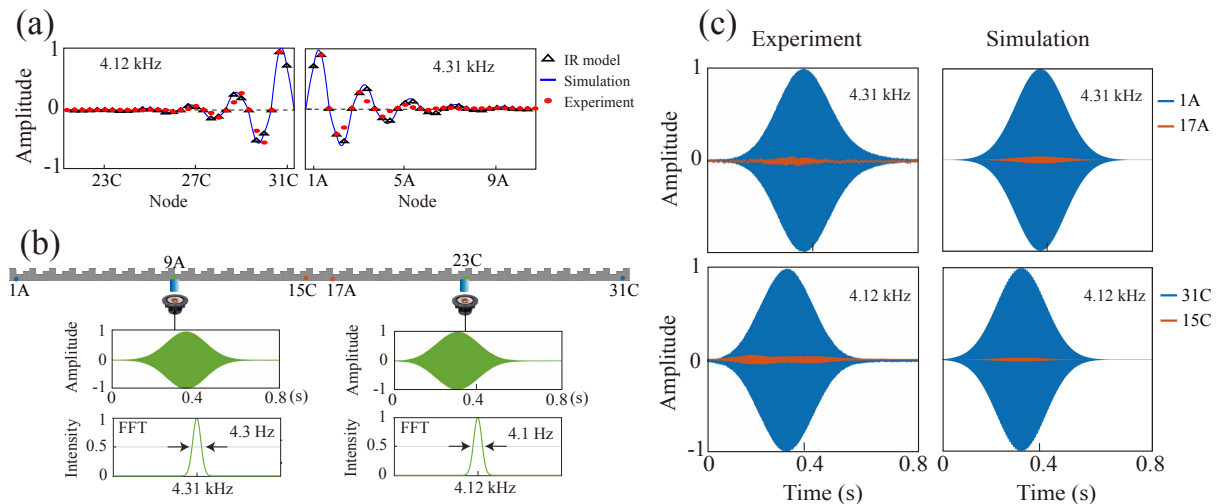 (a)
Amplitude
1
0
-1
4.12 kHz
23C 27C 31C
Node
4.31 kHz
IR model
Simulation
Experiment
1A 5A 9A
Node
(b)
9A
23C
1A
15C
17A
31C
Amplitude
1
0
-1
0 0.4 0.8 (s)
Amplitude
1
0
-1
0 0.4 0.8 (s)
Intensity
1
0.5
0
FFT
4.3 Hz
4.31 kHz
Intensity
1
0.5
0
FFT
4.1 Hz
4.12 kHz
(c)
Experiment
Simulation
Amplitude
1
0
-1
4.31 kHz
4.31 kHz
1A
17A
Amplitude
1
0
-1
4.12 kHz
4.12 kHz
31C
15C
0 0.4 0.8
0 0.4 0.8
Time (s)
Time (s)